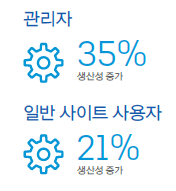 관리자
35%
생산성 증가
일반 사이트 사용자
21%
생산성 증가